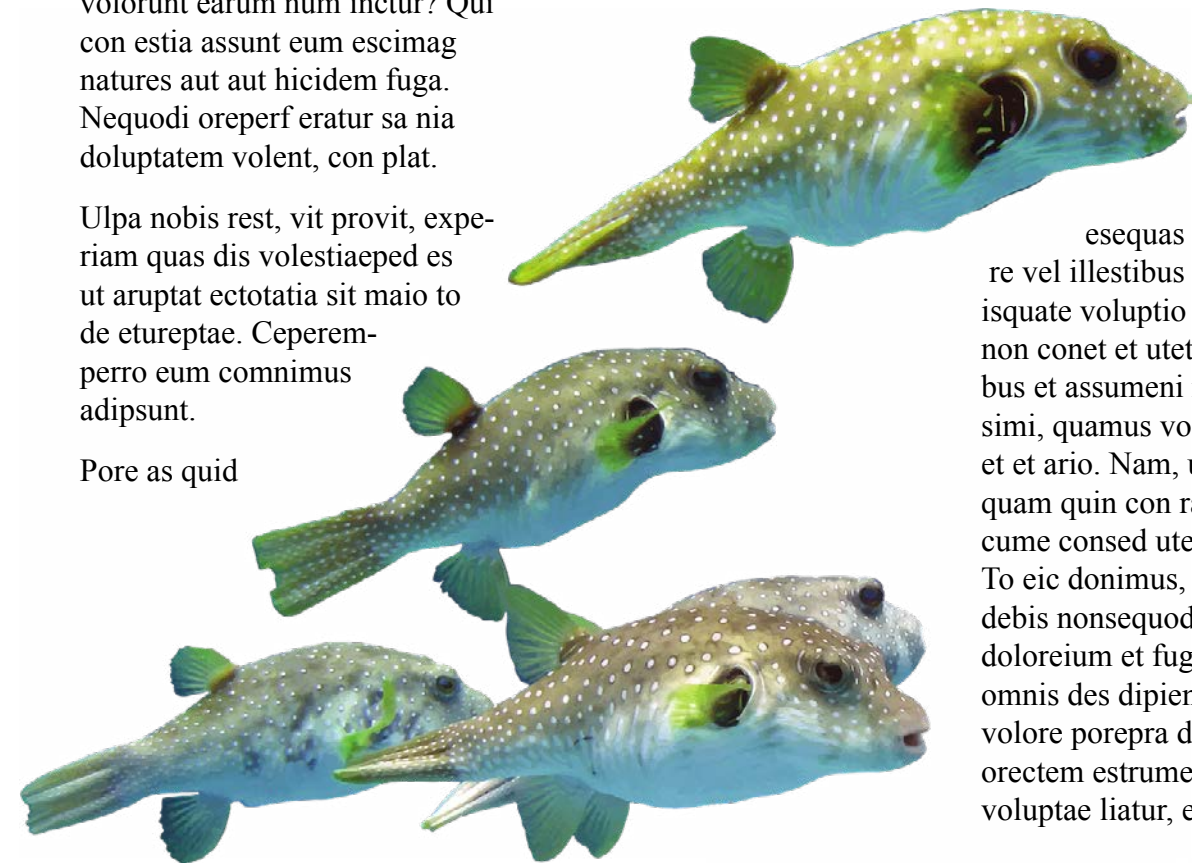 volorunt earum num inctur? Qui
con estia assunt eum escimag
natures aut aut hicidem fuga.
Nequodi oreperf eratur sa nia
doluptatem volent, con plat.
Ulpa nobis rest, vit provit, expe-
riam quas dis volestiaeped es
ut aruptat ectotatia sit maio to
de etureptae. Ceperem-
perro eum comnimus
adipsunt.
Pore as quid
esequas
re vel illestibus
isquate voluptio
non conet et utet
bus et assumeni
simi, quamus vo
et et ario. Nam, u
quam quin con ra
cume consed ute
To eic donimus,
debis nonsequod
doloreium et fug
omnis des dipien
volore porepra d
orectem estrume
voluptae liatur, e